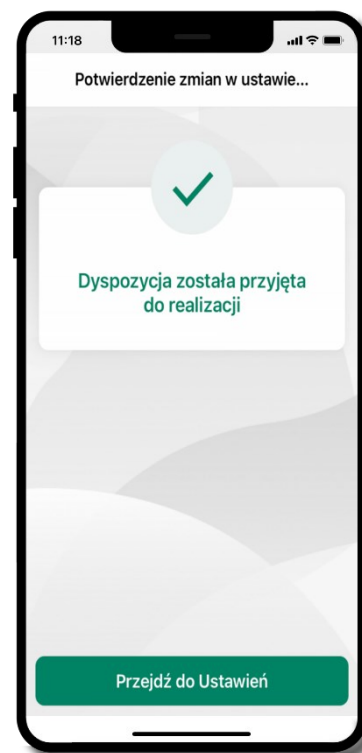 11:18
Potwierdzenie zmian w ustawie...
Dyspozycja została przyjęta
do realizacji
Przejdź do Ustawień